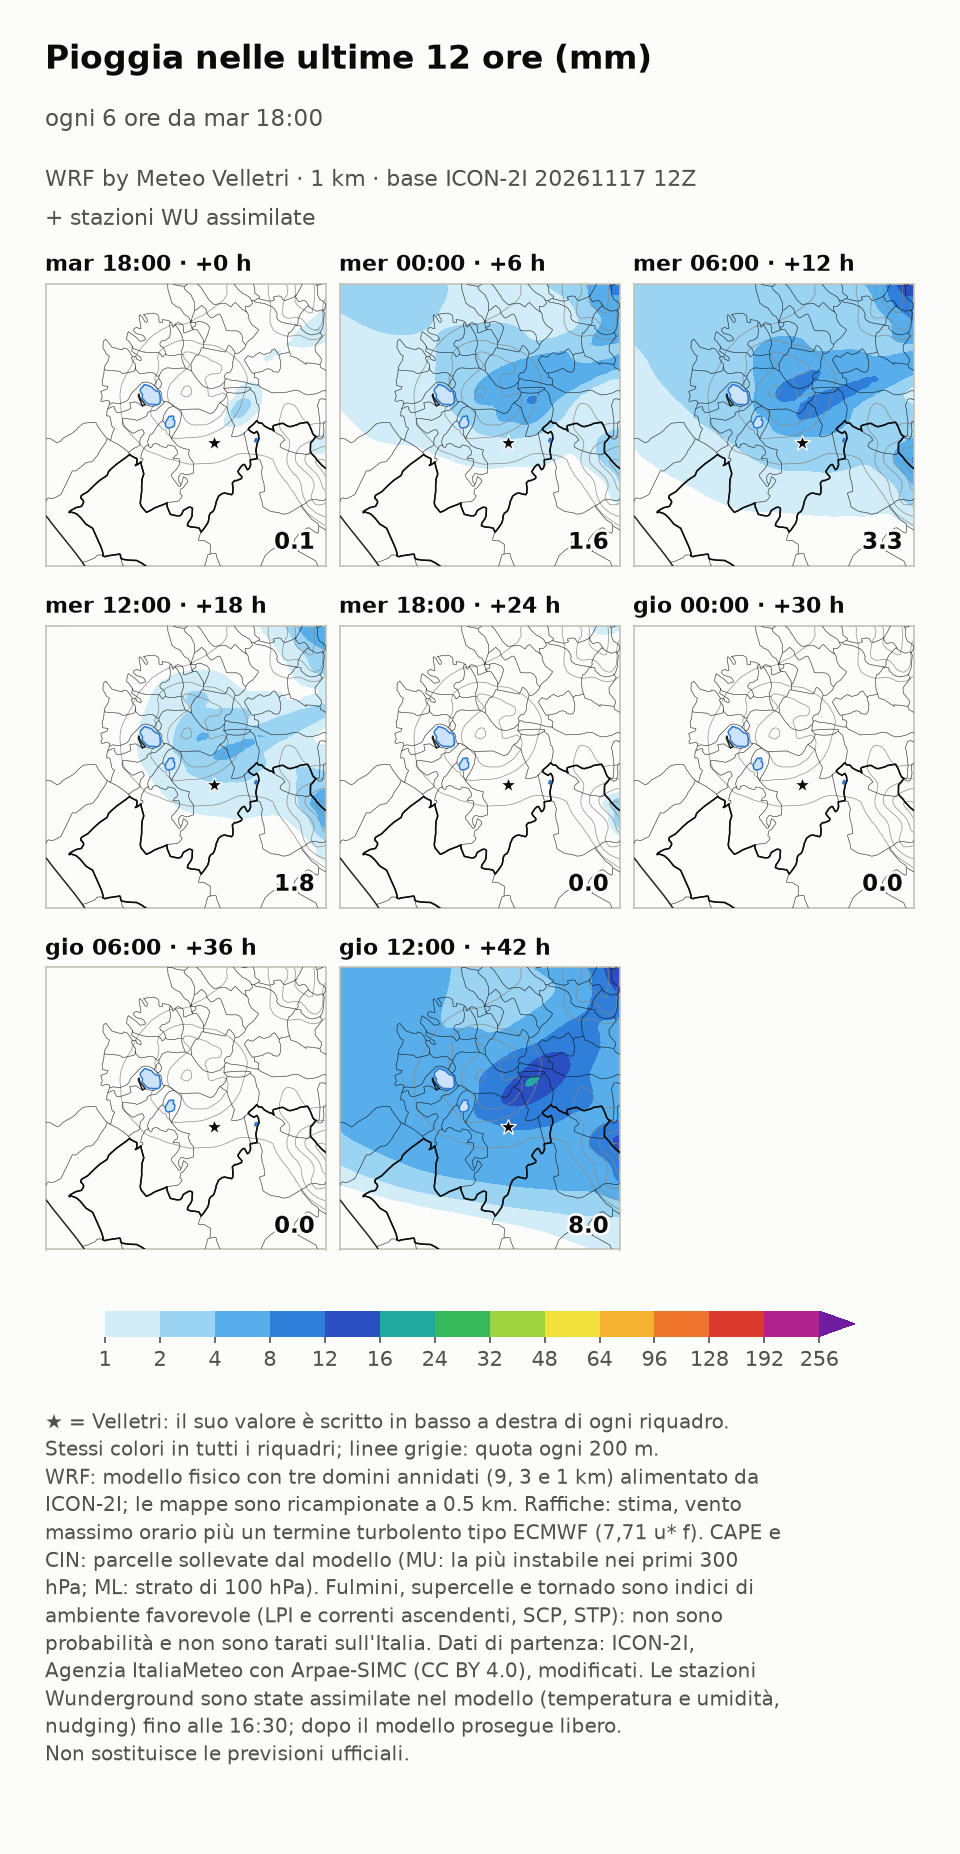 Pioggia nelle ultime 12 ore (mm)
ogni 6 ore da mar 18:00
WRF by Meteo Velletri · 1 km · base ICON-2I 20261117 12Z
+ stazioni WU assimilate
mar 18:00 · +0 h
mer 00:00 · +6 h
mer 06:00 · +12 h
0.1
1.6
3.3
mer 12:00 · +18 h
mer 18:00 · +24 h
gio 00:00 · +30 h
1.8
0.0
0.0
gio 06:00 · +36 h
gio 12:00 · +42 h
0.0
8.0
1 2 4 8 12 16 24 32 48 64 96 128 192 256
★ = Velletri: il suo valore è scritto in basso a destra di ogni riquadro.
Stessi colori in tutti i riquadri; linee grigie: quota ogni 200 m.
WRF: modello fisico con tre domini annidati (9, 3 e 1 km) alimentato da
ICON-2I; le mappe sono ricampionate a 0.5 km. Raffiche: stima, vento
massimo orario più un termine turbolento tipo ECMWF (7,71 u* f). CAPE e
CIN: parcelle sollevate dal modello (MU: la più instabile nei primi 300
hPa; ML: strato di 100 hPa). Fulmini, supercelle e tornado sono indici di
ambiente favorevole (LPI e correnti ascendenti, SCP, STP): non sono
probabilità e non sono tarati sull'Italia. Dati di partenza: ICON-2I,
Agenzia ItaliaMeteo con Arpae-SIMC (CC BY 4.0), modificati. Le stazioni
Wunderground sono state assimilate nel modello (temperatura e umidità,
nudging) fino alle 16:30; dopo il modello prosegue libero.
Non sostituisce le previsioni ufficiali.